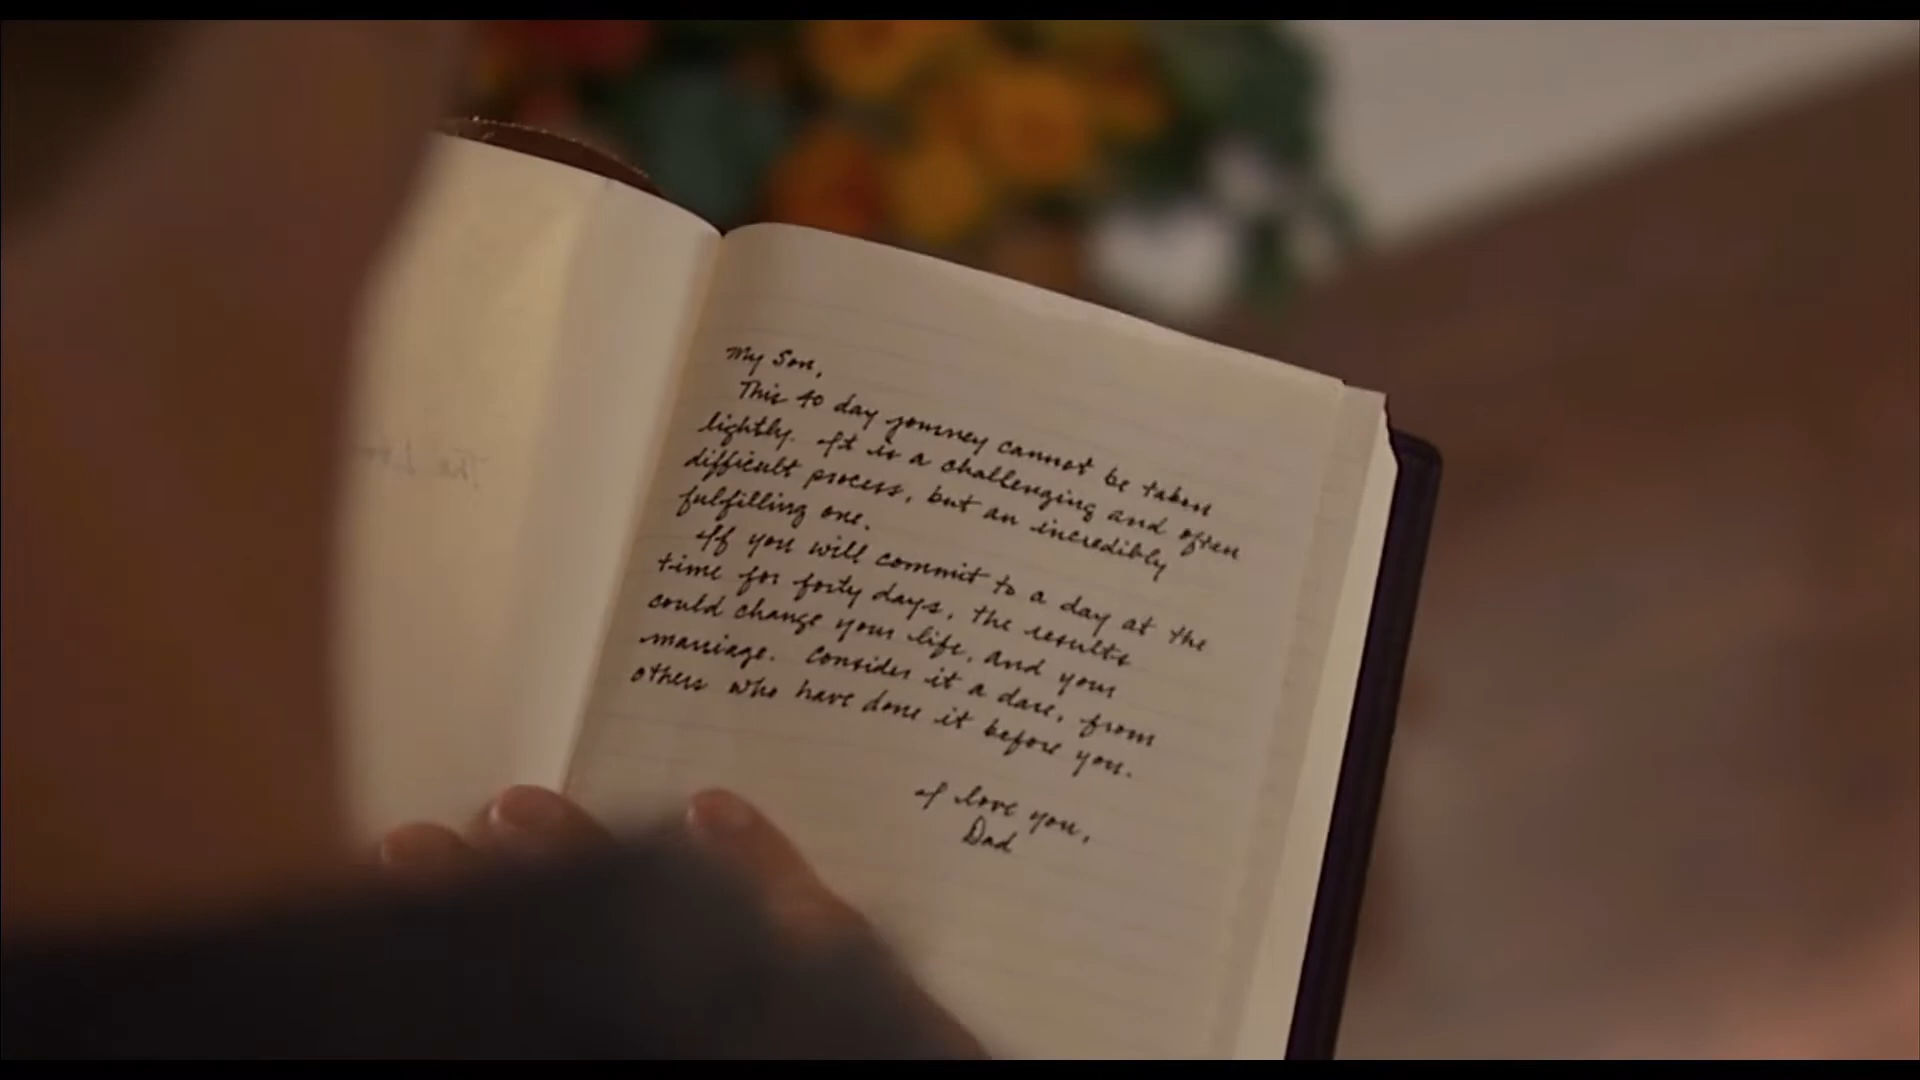 My Son,
This 40 day journey cannot be taken
lightly. It is a challenging and often
difficult process, but an incredibly
fulfilling one.
If you will commit to a day at the
time for forty days, the results
could change your life, and your
marriage. Consider it a dare, from
others who have done it before you.
I love you,
Dad